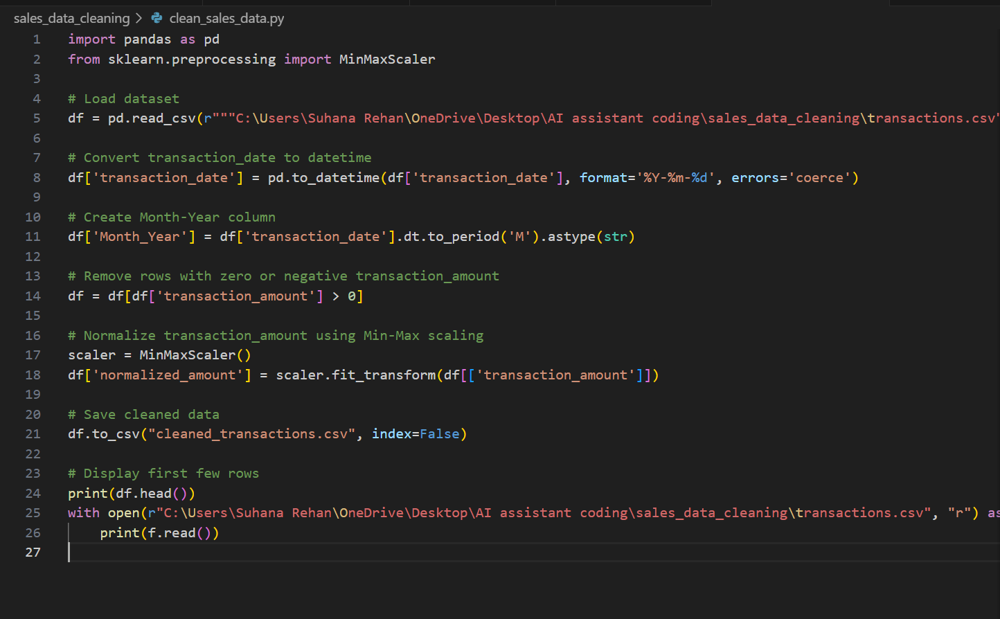 sales_data_cleaning > clean_sales_data.py
1 import pandas as pd
2 from sklearn.preprocessing import MinMaxScaler
3
4 # Load dataset
5 df = pd.read_csv(r"""C:\Users\Suhana Rehan\OneDrive\Desktop\AI assistant coding\sales_data_cleaning\transactions.csv"
6
7 # Convert transaction_date to datetime
8 df['transaction_date'] = pd.to_datetime(df['transaction_date'], format='%Y-%m-%d', errors='coerce')
9
10 # Create Month-Year column
11 df['Month_Year'] = df['transaction_date'].dt.to_period('M').astype(str)
12
13 # Remove rows with zero or negative transaction_amount
14 df = df[df['transaction_amount'] > 0]
15
16 # Normalize transaction_amount using Min-Max scaling
17 scaler = MinMaxScaler()
18 df['normalized_amount'] = scaler.fit_transform(df[['transaction_amount']])
19
20 # Save cleaned data
21 df.to_csv("cleaned_transactions.csv", index=False)
22
23 # Display first few rows
24 print(df.head())
25 with open(r"C:\Users\Suhana Rehan\OneDrive\Desktop\AI assistant coding\sales_data_cleaning\transactions.csv", "r") as
26     print(f.read())
27